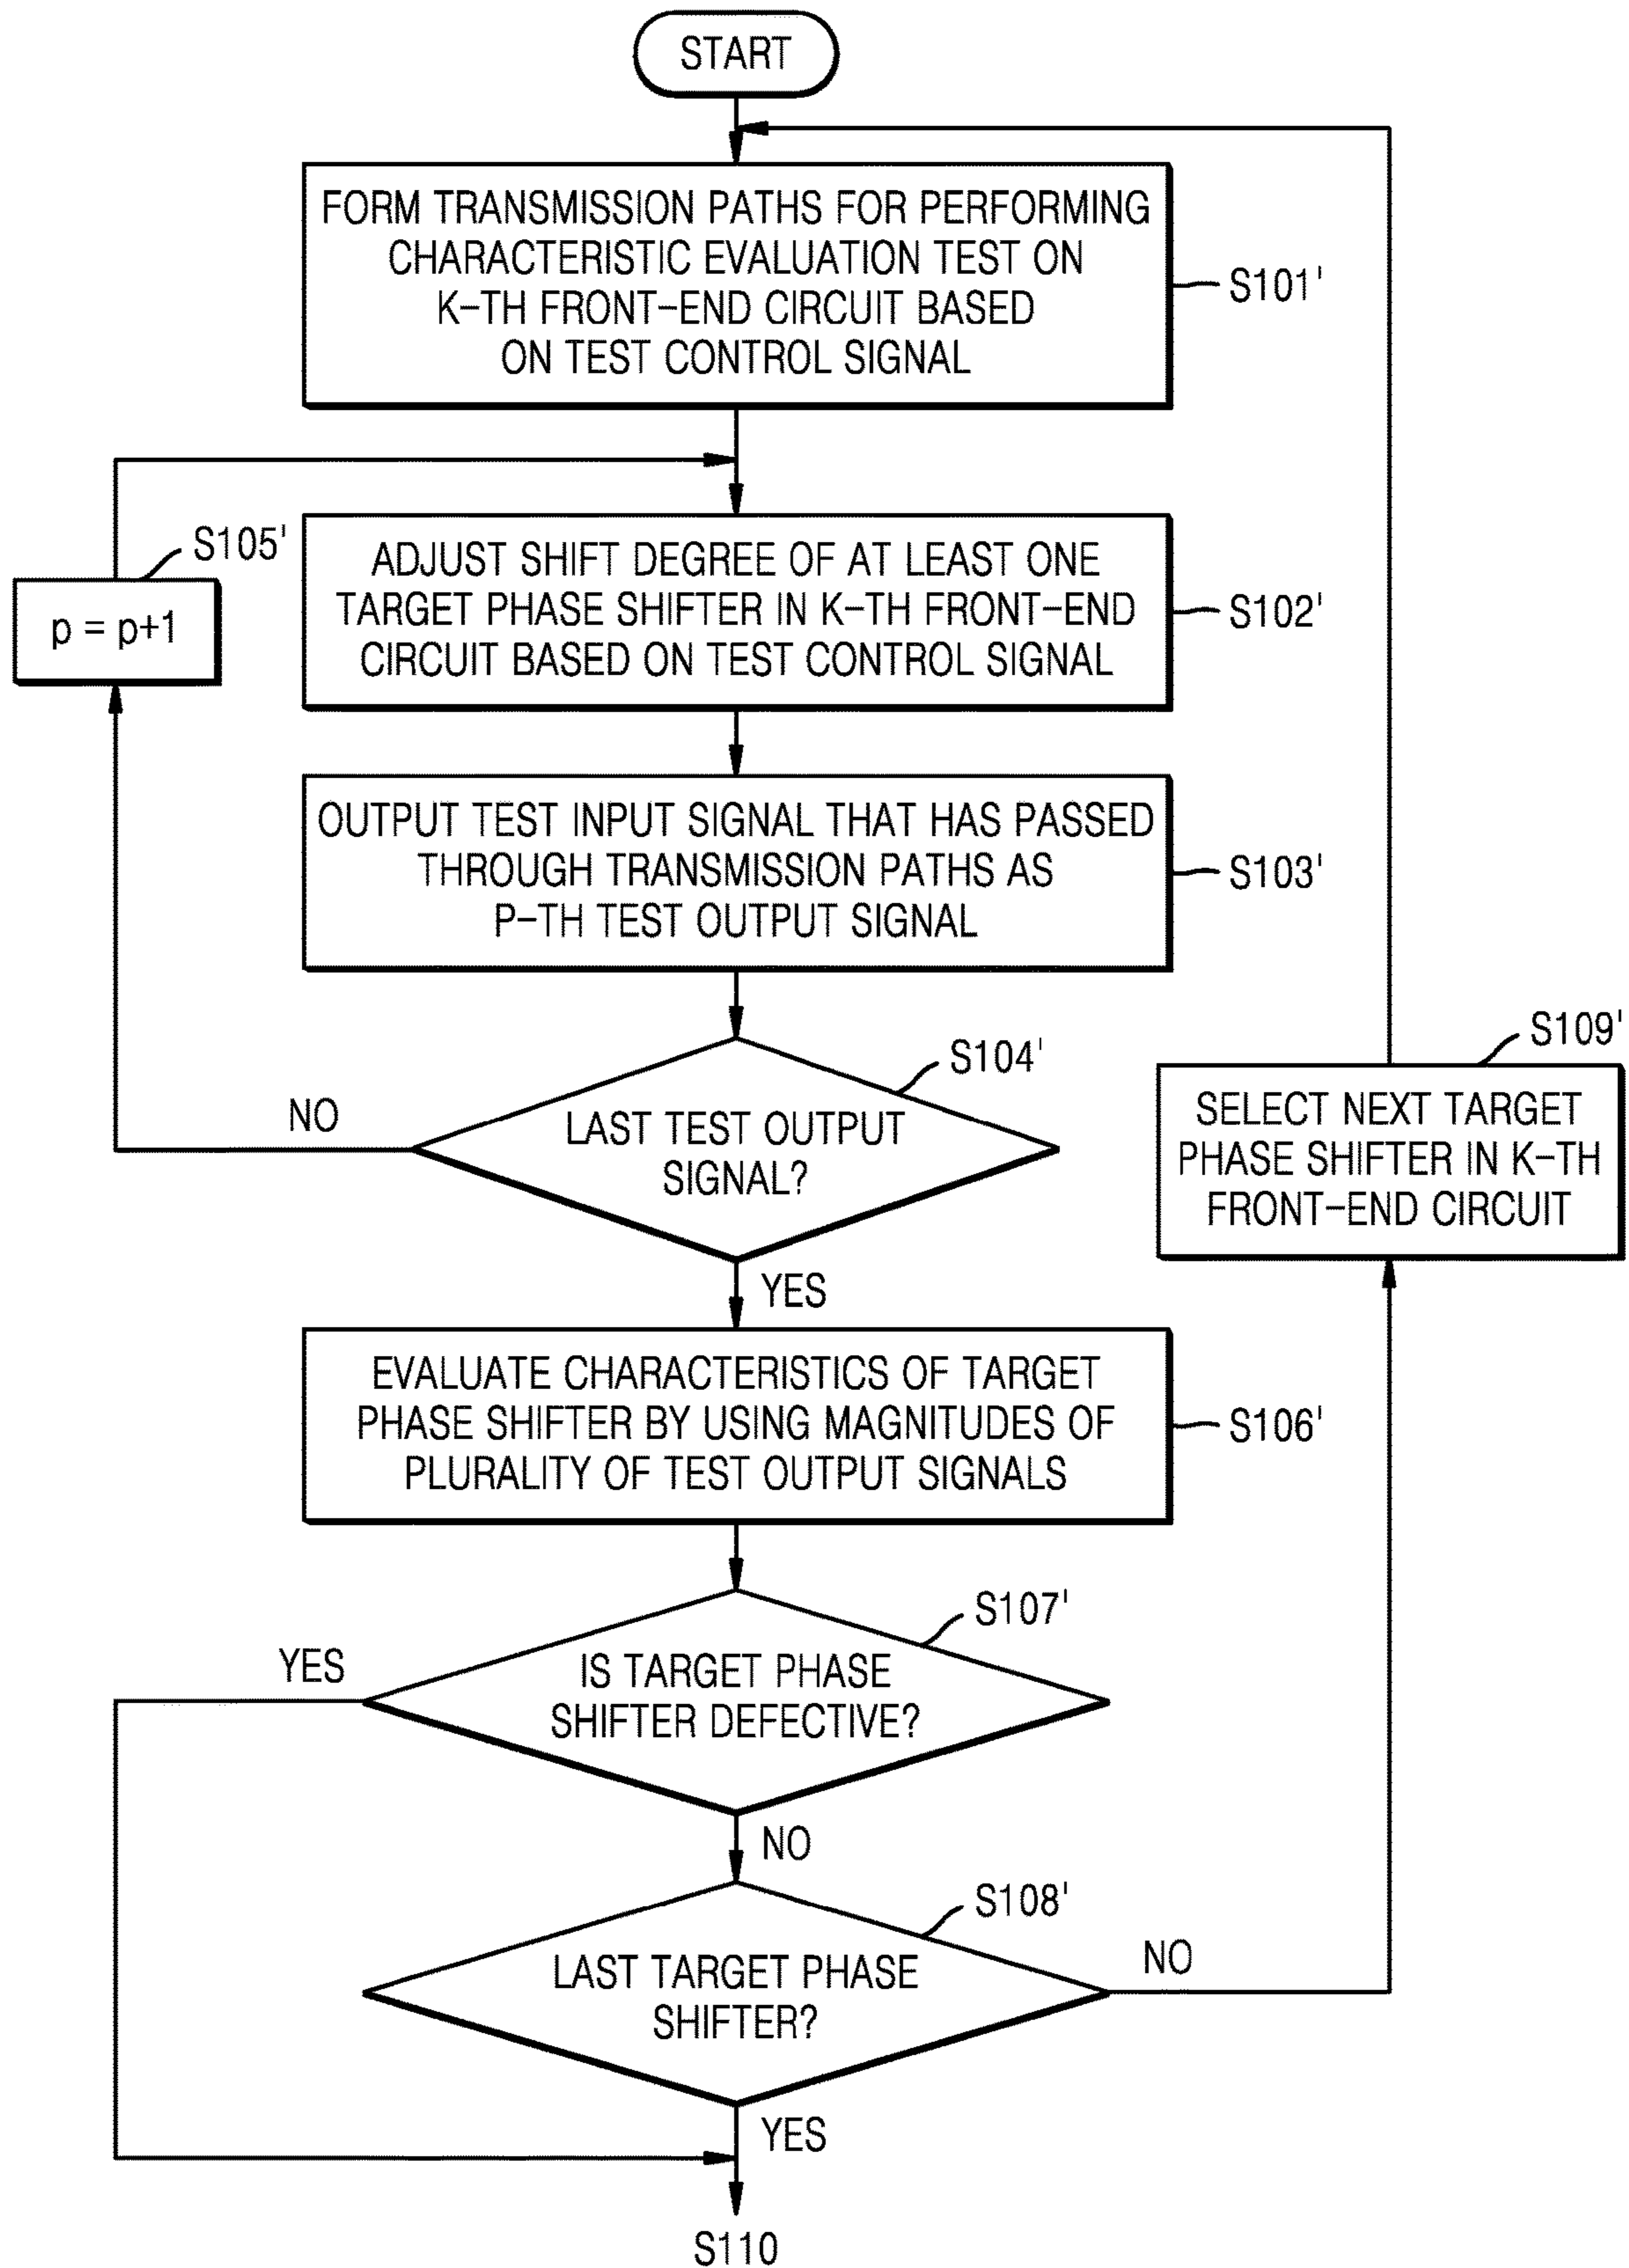 START
FORM TRANSMISSION PATHS FOR PERFORMING
CHARACTERISTIC EVALUATION TEST ON
K-TH FRONT-END CIRCUIT BASED
ON TEST CONTROL SIGNAL
S101'
S105'
p = p+1
ADJUST SHIFT DEGREE OF AT LEAST ONE
TARGET PHASE SHIFTER IN K-TH FRONT-END
CIRCUIT BASED ON TEST CONTROL SIGNAL
S102'
OUTPUT TEST INPUT SIGNAL THAT HAS PASSED
THROUGH TRANSMISSION PATHS AS
P-TH TEST OUTPUT SIGNAL
S103'
S104'
NO
LAST TEST OUTPUT
SIGNAL?
YES
S109'
SELECT NEXT TARGET
PHASE SHIFTER IN K-TH
FRONT-END CIRCUIT
EVALUATE CHARACTERISTICS OF TARGET
PHASE SHIFTER BY USING MAGNITUDES OF
PLURALITY OF TEST OUTPUT SIGNALS
S106'
S107'
YES
IS TARGET PHASE
SHIFTER DEFECTIVE?
NO
S108'
LAST TARGET PHASE
SHIFTER?
NO
YES
S110